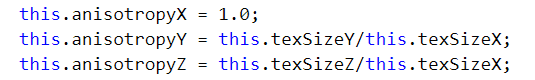 this.anisotropyX = 1.0;
this.anisotropyY = this.texSizeY/this.texSizeX;
this.anisotropyZ = this.texSizeZ/this.texSizeX;